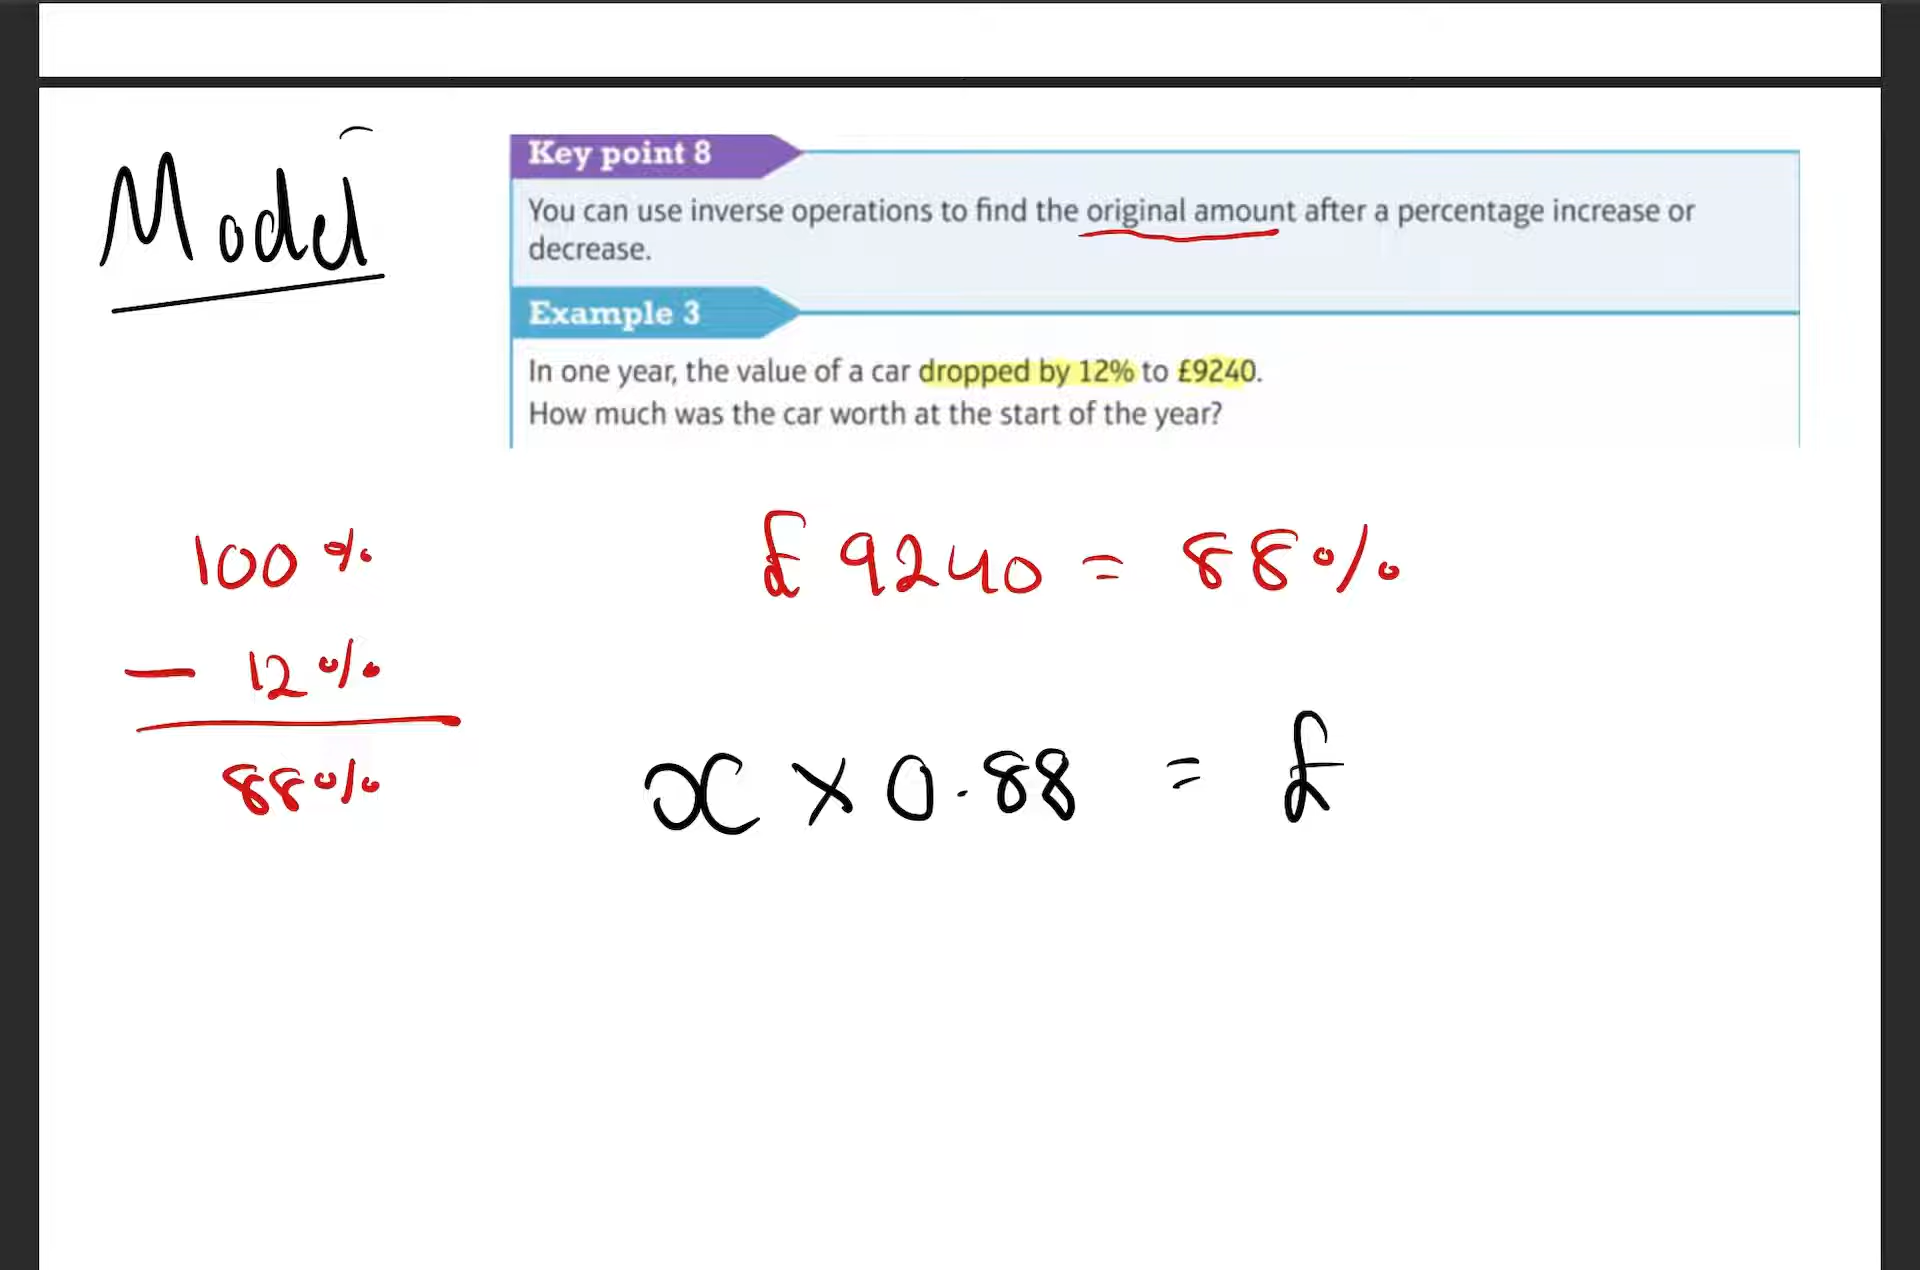 Model
Key point 8
You can use inverse operations to find the original amount after a percentage increase or
decrease.
Example 3
In one year, the value of a car dropped by 12% to £9240.
How much was the car worth at the start of the year?
100%
- 12%
88%
£9240 = 88%
x × 0.88 = £